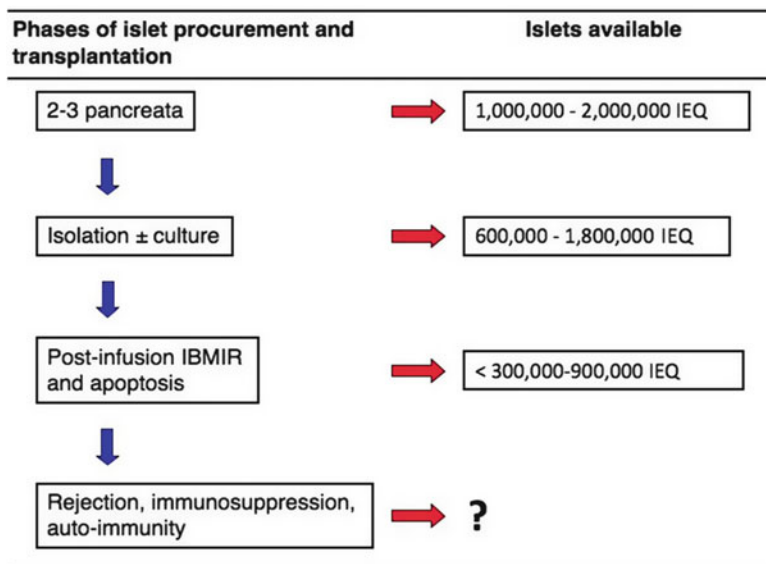 Phases of islet procurement and
transplantation
Islets available
2-3 pancreata
1,000,000 - 2,000,000 IEQ
Isolation ± culture
600,000 - 1,800,000 IEQ
Post-infusion IBMIR
and apoptosis
< 300,000-900,000 IEQ
Rejection, immunosuppression,
auto-immunity
?